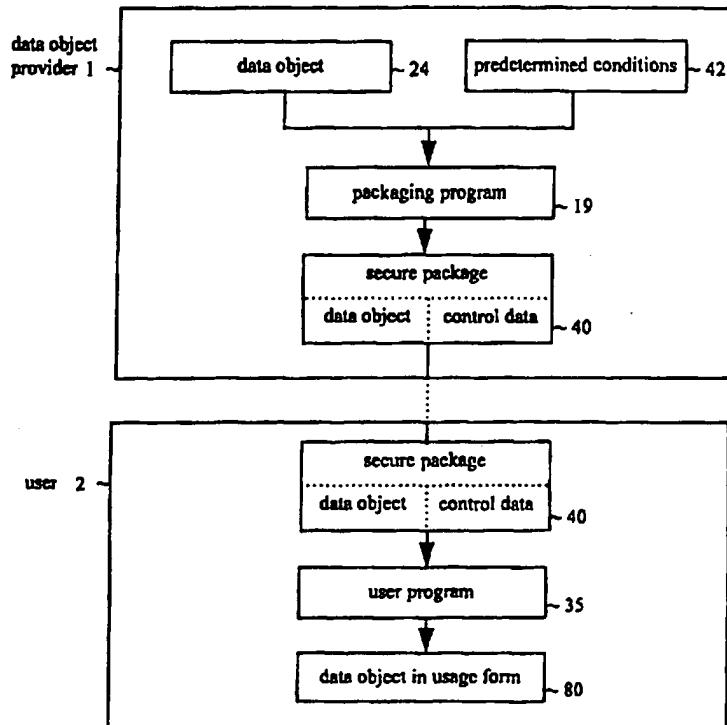 data object
provider 1
data object
24
predetermined conditions
42
packaging program
19
secure package
data object control data
40
user 2
secure package
data object control data
40
user program
35
data object in usage form
80